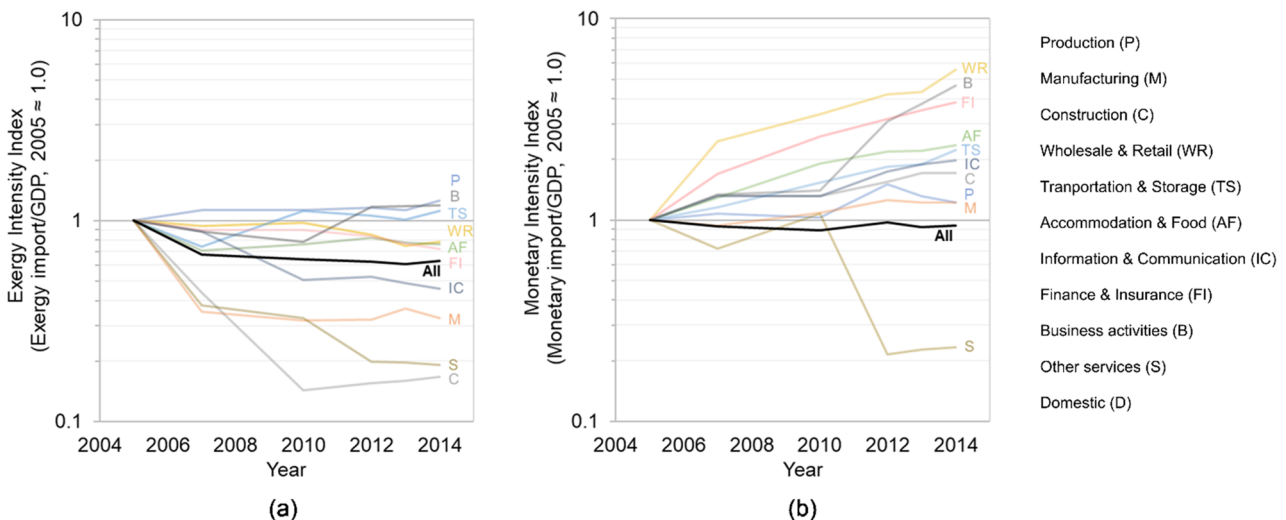 10
1
0.1
Exergy Intensity Index
(Exergy import/GDP, 2005 ≈ 1.0)
P
B
TS
WR
AF
FI
All
IC
M
S
C
2004 2006 2008 2010 2012 2014
Year
(a)
10
1
0.1
Monetary Intensity Index
(Monetary import/GDP, 2005 ≈ 1.0)
WR
B
FI
AF
TS
IC
C
P
M
All
S
2004 2006 2008 2010 2012 2014
Year
(b)
Production (P)
Manufacturing (M)
Construction (C)
Wholesale & Retail (WR)
Tranportation & Storage (TS)
Accommodation & Food (AF)
Information & Communication (IC)
Finance & Insurance (FI)
Business activities (B)
Other services (S)
Domestic (D)